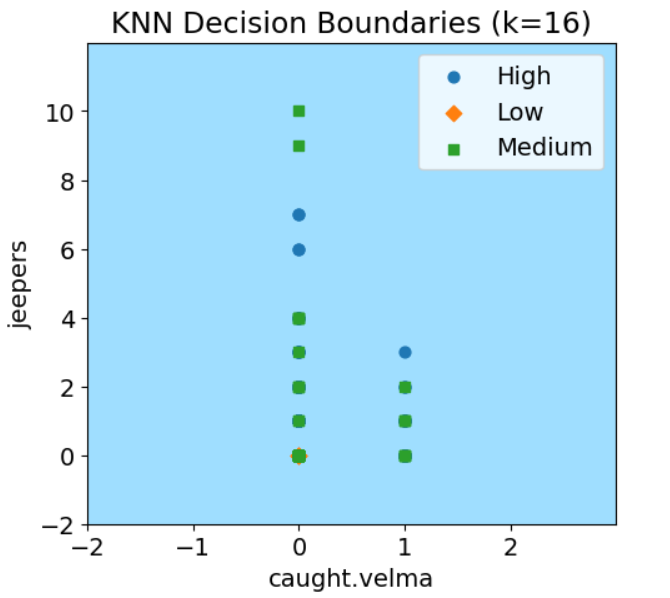 KNN Decision Boundaries (k=16)
High
Low
Medium
10
8
6
4
2
0
−2
jeepers
−2
−1
0
1
2
caught.velma